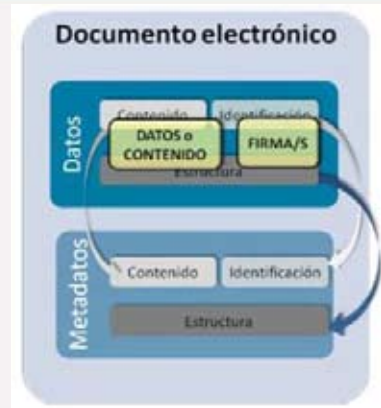 Documento electrónico
Datos
Contenido Identificación
DATOS o
CONTENIDO
FIRMA/S
Estructura
Metadatos
Contenido Identificación
Estructura